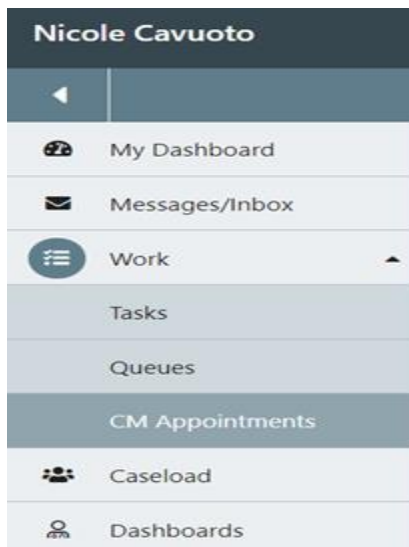 Nicole Cavuoto
My Dashboard
Messages/Inbox
Work
Tasks
Queues
CM Appointments
Caseload
Dashboards